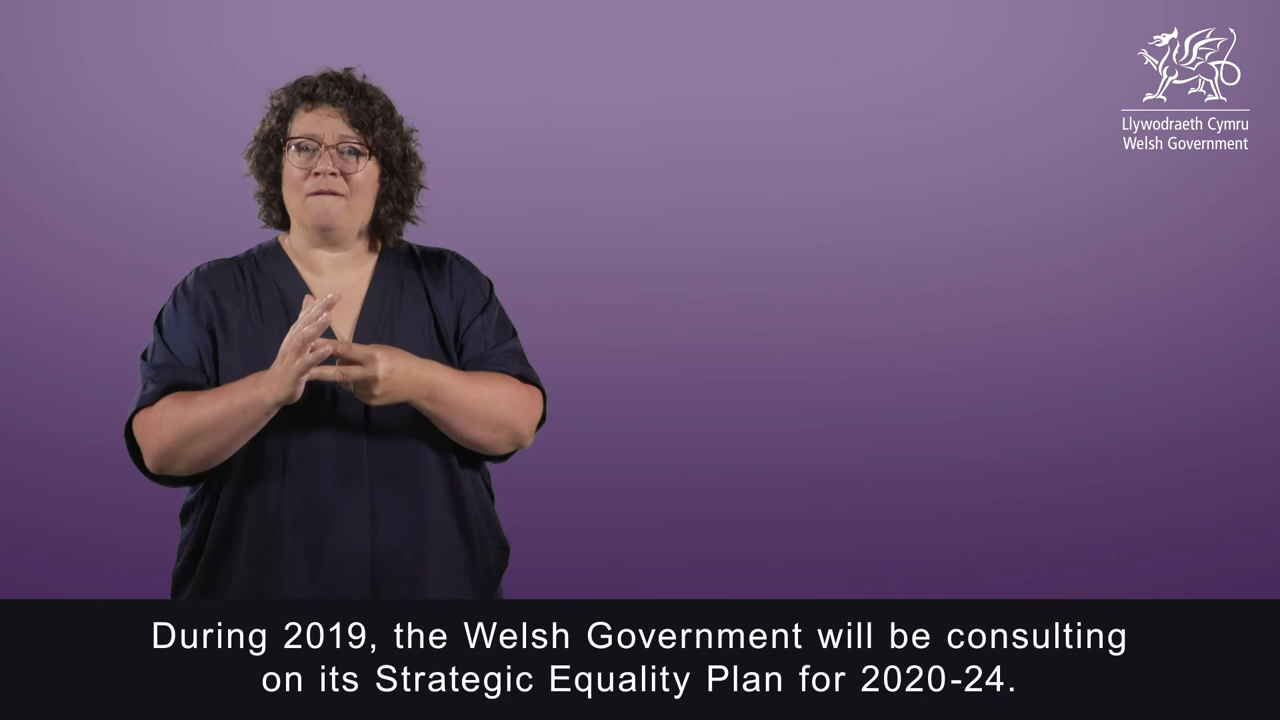 Llywodraeth Cymru
Welsh Government
During 2019, the Welsh Government will be consulting
on its Strategic Equality Plan for 2020-24.